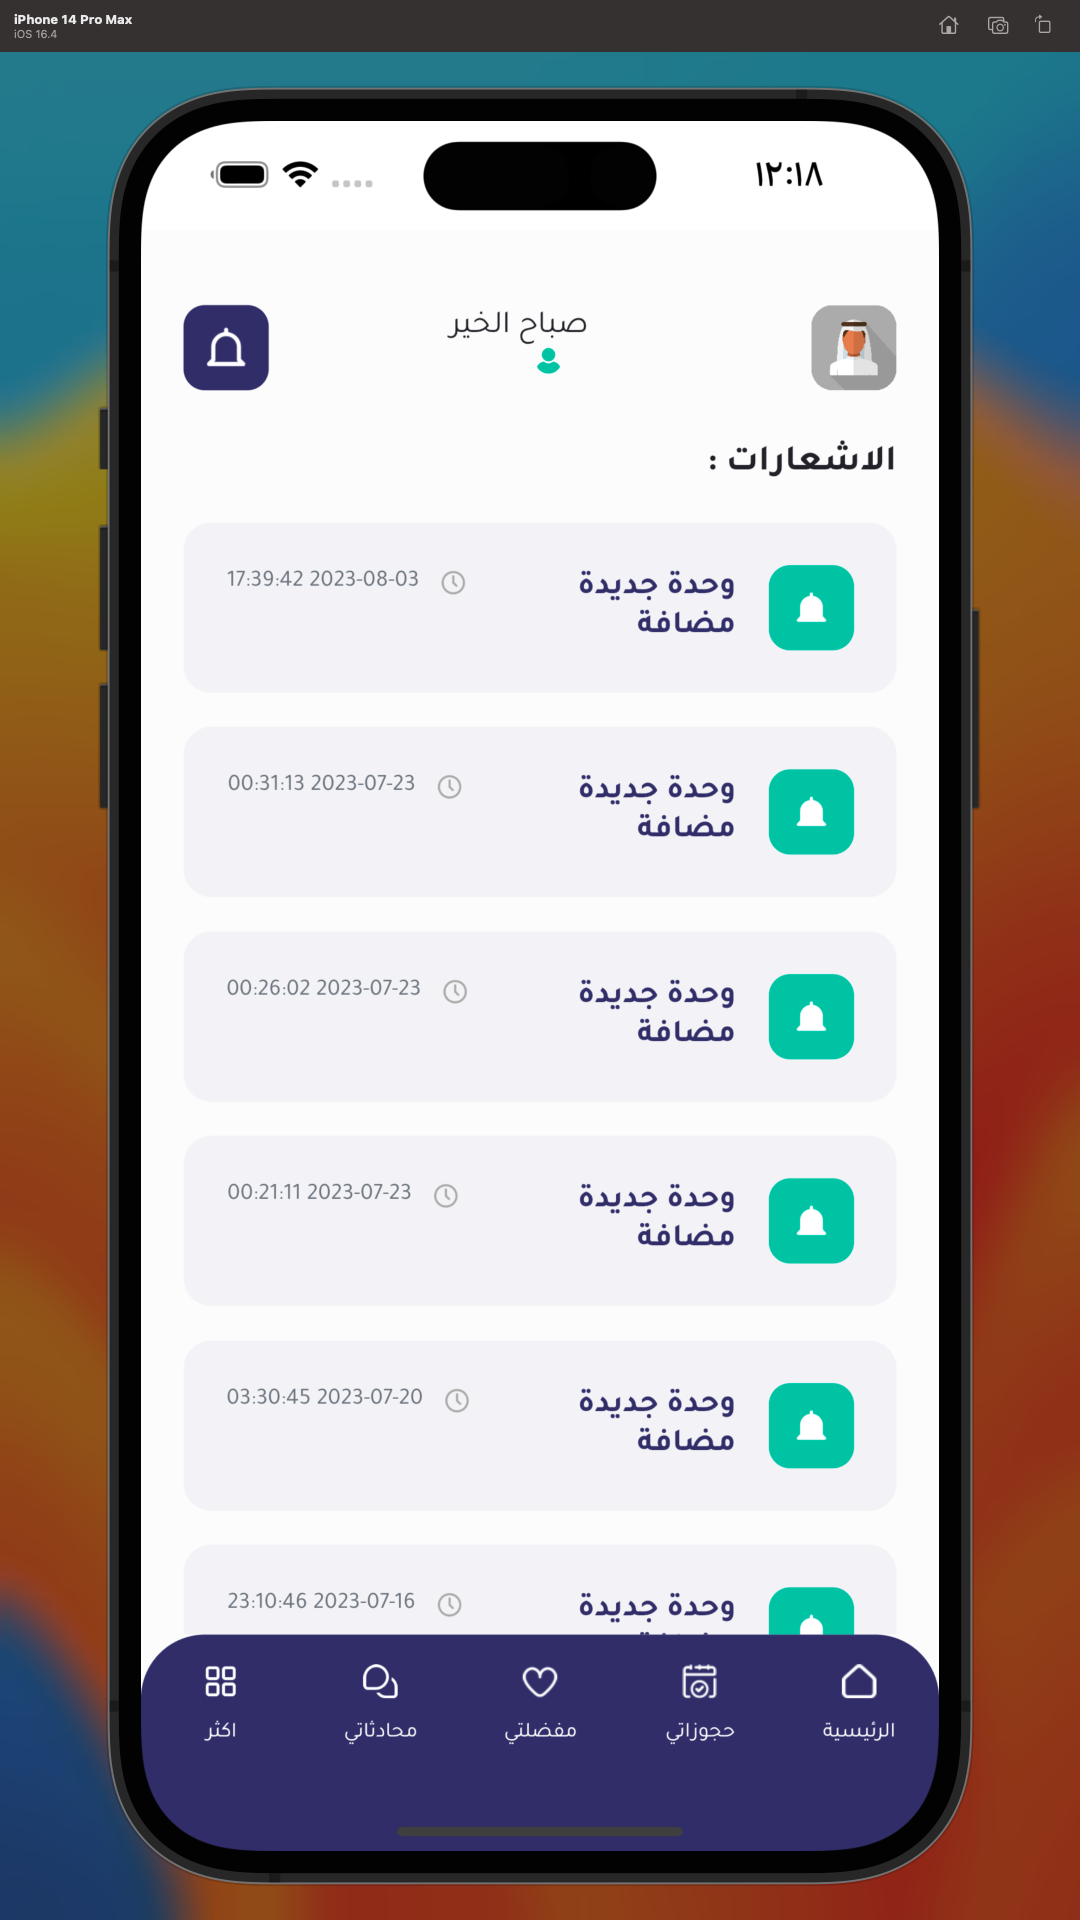 iPhone 14 Pro Max
iOS 16.4
١٢:١٨
صباح الخير
الاشعارات :
وحدة جديدة
مضافة
17:39:42 2023-08-03
وحدة جديدة
مضافة
00:31:13 2023-07-23
وحدة جديدة
مضافة
00:26:02 2023-07-23
وحدة جديدة
مضافة
00:21:11 2023-07-23
وحدة جديدة
مضافة
03:30:45 2023-07-20
وحدة جديدة
23:10:46 2023-07-16
الرئيسية
حجوزاتي
مفضلتي
محادثاتي
اكثر